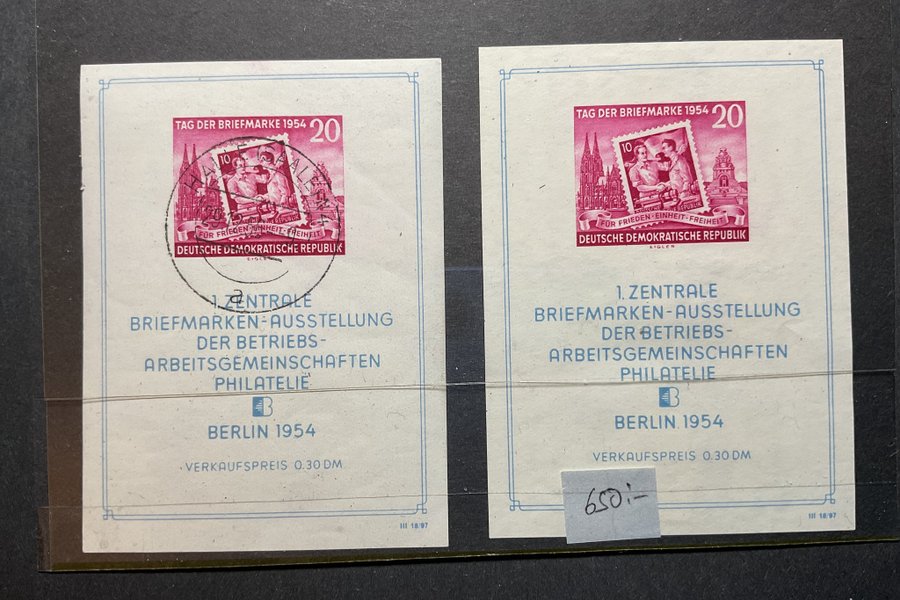 TAG DER BRIEFMARKE 1954 20
10
FÜR FRIEDEN-EINHEIT-FREIHEIT
DEUTSCHE DEMOKRATISCHE REPUBLIK
EIGLER
a
1. ZENTRALE
BRIEFMARKEN-AUSSTELLUNG
DER BETRIEBS-
ARBEITSGEMEINSCHAFTEN
PHILATELIE
B
BERLIN 1954
VERKAUFSPREIS 0.30 DM
III 18/97
TAG DER BRIEFMARKE 1954 20
10
FÜR FRIEDEN-EINHEIT-FREIHEIT
DEUTSCHE DEMOKRATISCHE REPUBLIK
EIGLER
1. ZENTRALE
BRIEFMARKEN-AUSSTELLUNG
DER BETRIEBS-
ARBEITSGEMEINSCHAFTEN
PHILATELIE
B
BERLIN 1954
VERKAUFSPREIS 0.30 DM
650:-
III 18/97